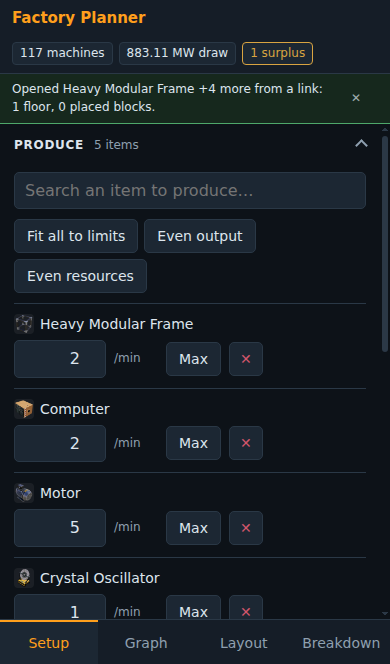 Factory Planner
117 machines 883.11 MW draw 1 surplus
Opened Heavy Modular Frame +4 more from a link:
1 floor, 0 placed blocks.
✕
PRODUCE 5 items
Search an item to produce...
Fit all to limits Even output
Even resources
Heavy Modular Frame
2 /min Max ✕
Computer
2 /min Max ✕
Motor
5 /min Max ✕
Crystal Oscillator
1 /min Max ✕
Setup Graph Layout Breakdown